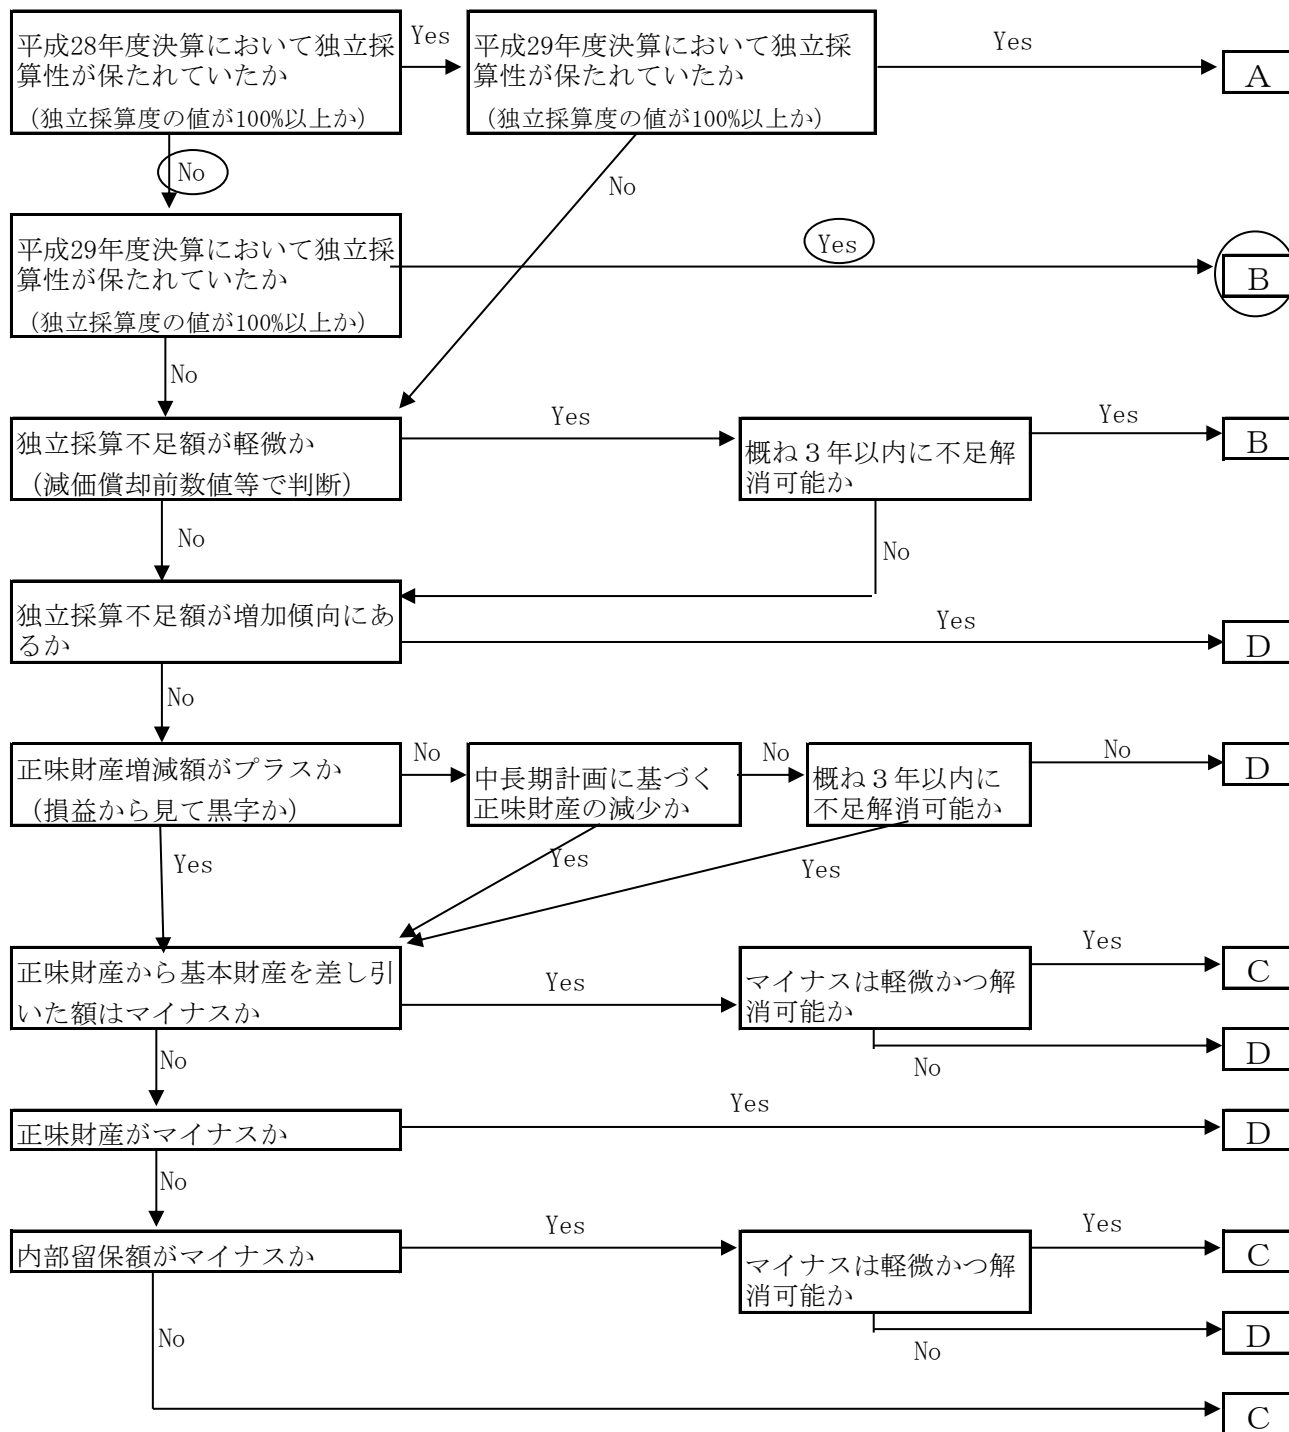 平成28年度決算において独立採
算性が保たれていたか
（独立採算度の値が100%以上か）
Yes
平成29年度決算において独立採
算性が保たれていたか
（独立採算度の値が100%以上か）
Yes
A
No
No
平成29年度決算において独立採
算性が保たれていたか
（独立採算度の値が100%以上か）
Yes
B
No
独立採算不足額が軽微か
（減価償却前数値等で判断）
Yes
概ね３年以内に不足解
消可能か
Yes
B
No
No
独立採算不足額が増加傾向にあ
るか
Yes
D
No
正味財産増減額がプラスか
（損益から見て黒字か）
No
中長期計画に基づく
正味財産の減少か
No
概ね３年以内に
不足解消可能か
No
D
Yes
Yes
Yes
正味財産から基本財産を差し引
いた額はマイナスか
Yes
マイナスは軽微かつ解
消可能か
Yes
C
No
D
No
正味財産がマイナスか
Yes
D
No
内部留保額がマイナスか
Yes
マイナスは軽微かつ解
消可能か
Yes
C
No
D
No
C